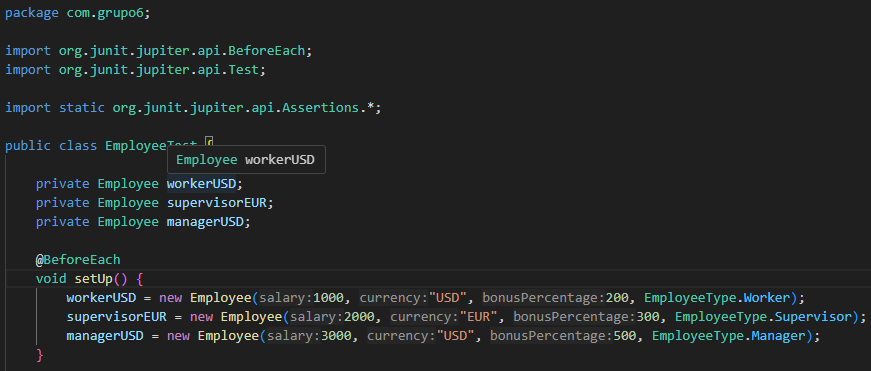 package com.grupo6;
import org.junit.jupiter.api.BeforeEach;
import org.junit.jupiter.api.Test;
import static org.junit.jupiter.api.Assertions.*;
public class EmployeeTest {
Employee workerUSD
private Employee workerUSD;
private Employee supervisorEUR;
private Employee managerUSD;
@BeforeEach
void setUp() {
workerUSD = new Employee(salary:1000, currency:"USD", bonusPercentage:200, EmployeeType.Worker);
supervisorEUR = new Employee(salary:2000, currency:"EUR", bonusPercentage:300, EmployeeType.Supervisor);
managerUSD = new Employee(salary:3000, currency:"USD", bonusPercentage:500, EmployeeType.Manager);
}